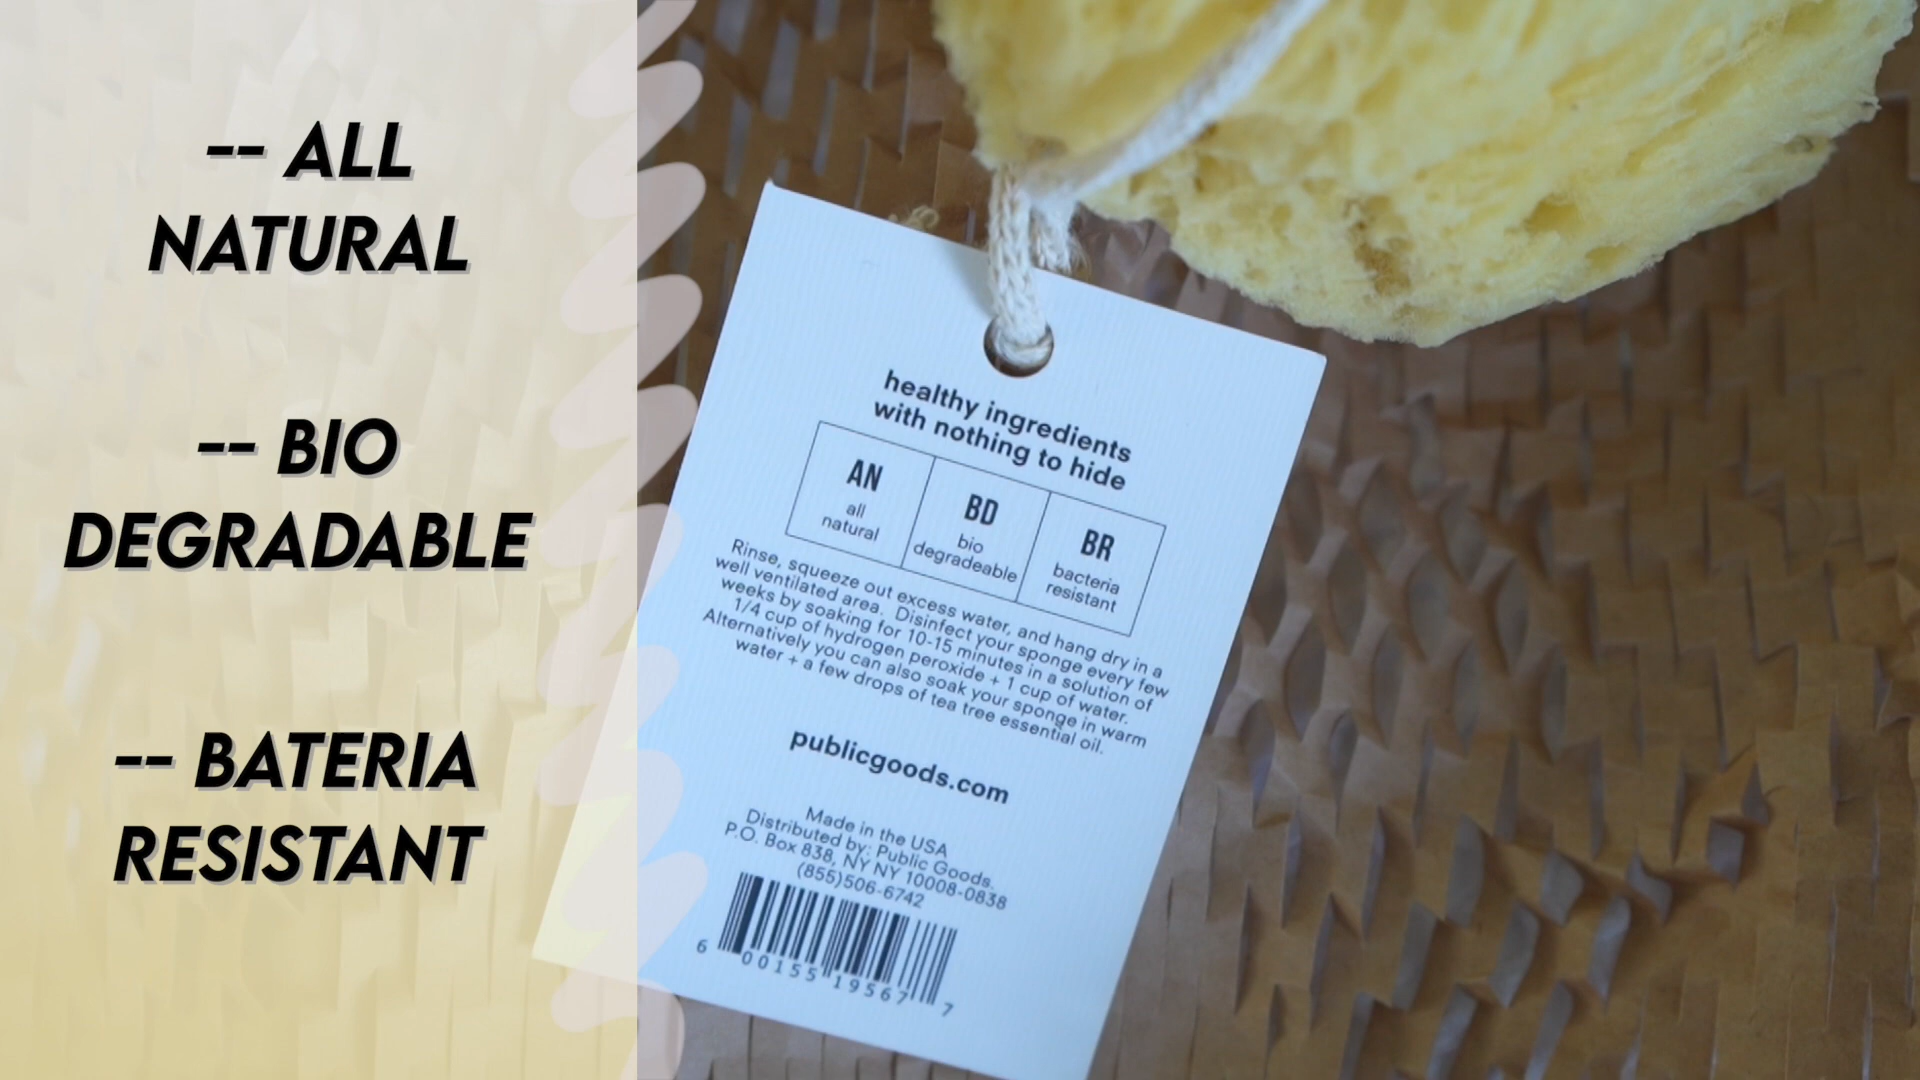 -- ALL
NATURAL
-- BIO
DEGRADABLE
-- BATERIA
RESISTANT
healthy ingredients
with nothing to hide
AN
all
natural
BD
bio
degradeable
BR
bacteria
resistant
Rinse, squeeze out excess water, and hang dry in a
well ventilated area. Disinfect your sponge every few
weeks by soaking for 10-15 minutes in a solution of
1/4 cup of hydrogen peroxide + 1 cup of water.
Alternatively you can also soak your sponge in warm
water + a few drops of tea tree essential oil.
publicgoods.com
Made in the USA
Distributed by: Public Goods.
P.O. Box 838, NY NY 10008-0838
(855)506-6742
6 00155 19567 7